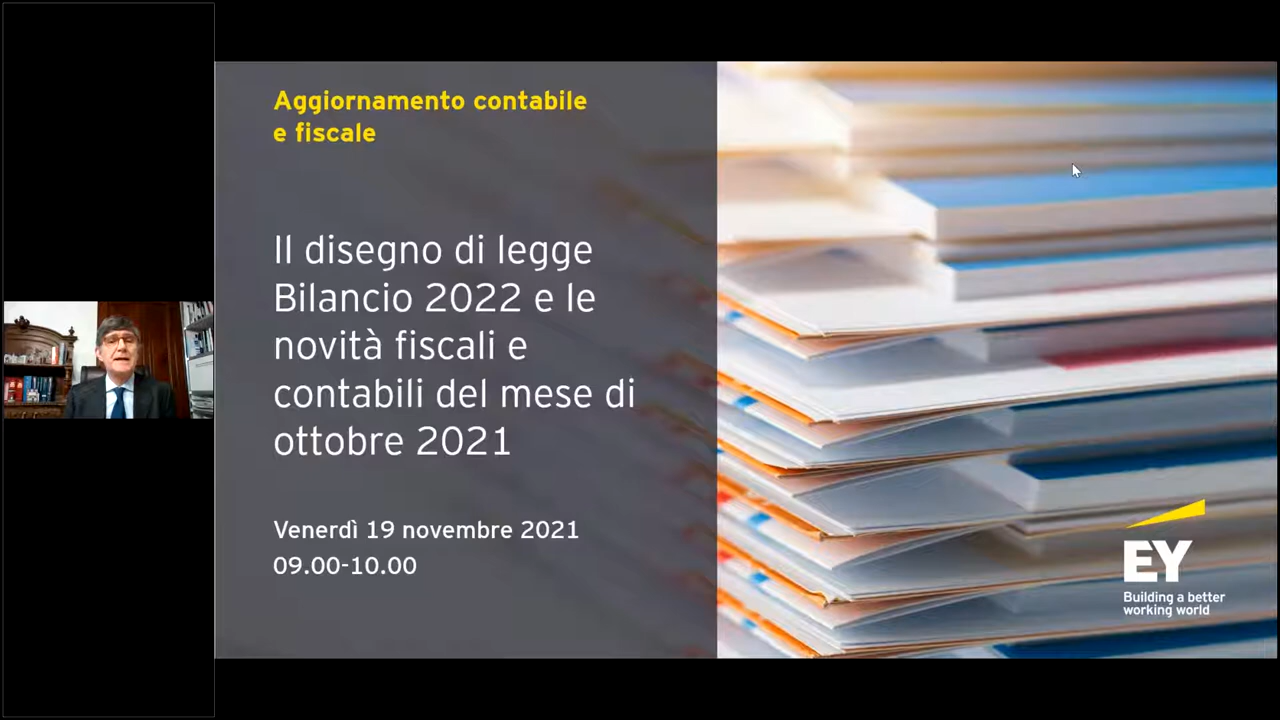 Aggiornamento contabile
e fiscale
Il disegno di legge
Bilancio 2022 e le
novità fiscali e
contabili del mese di
ottobre 2021
Venerdì 19 novembre 2021
09.00-10.00
EY
Building a better
working world